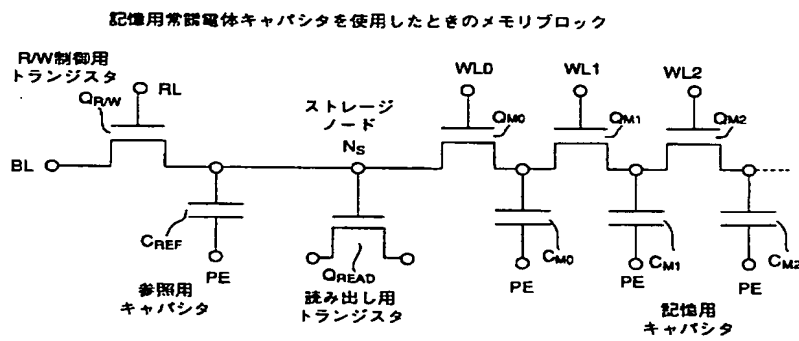 記憶用常誘電体キャパシタを使用したときのメモリブロック
R/W制御用
トランジスタ
QR/W
RL
ストレージ
ノード
NS
WL0
WL1
WL2
QM0
QM1
QM2
BL
CREF
PE
参照用
キャパシタ
QREAD
読み出し用
トランジスタ
CM0
PE
CM1
PE
CM2
PE
記憶用
キャパシタ